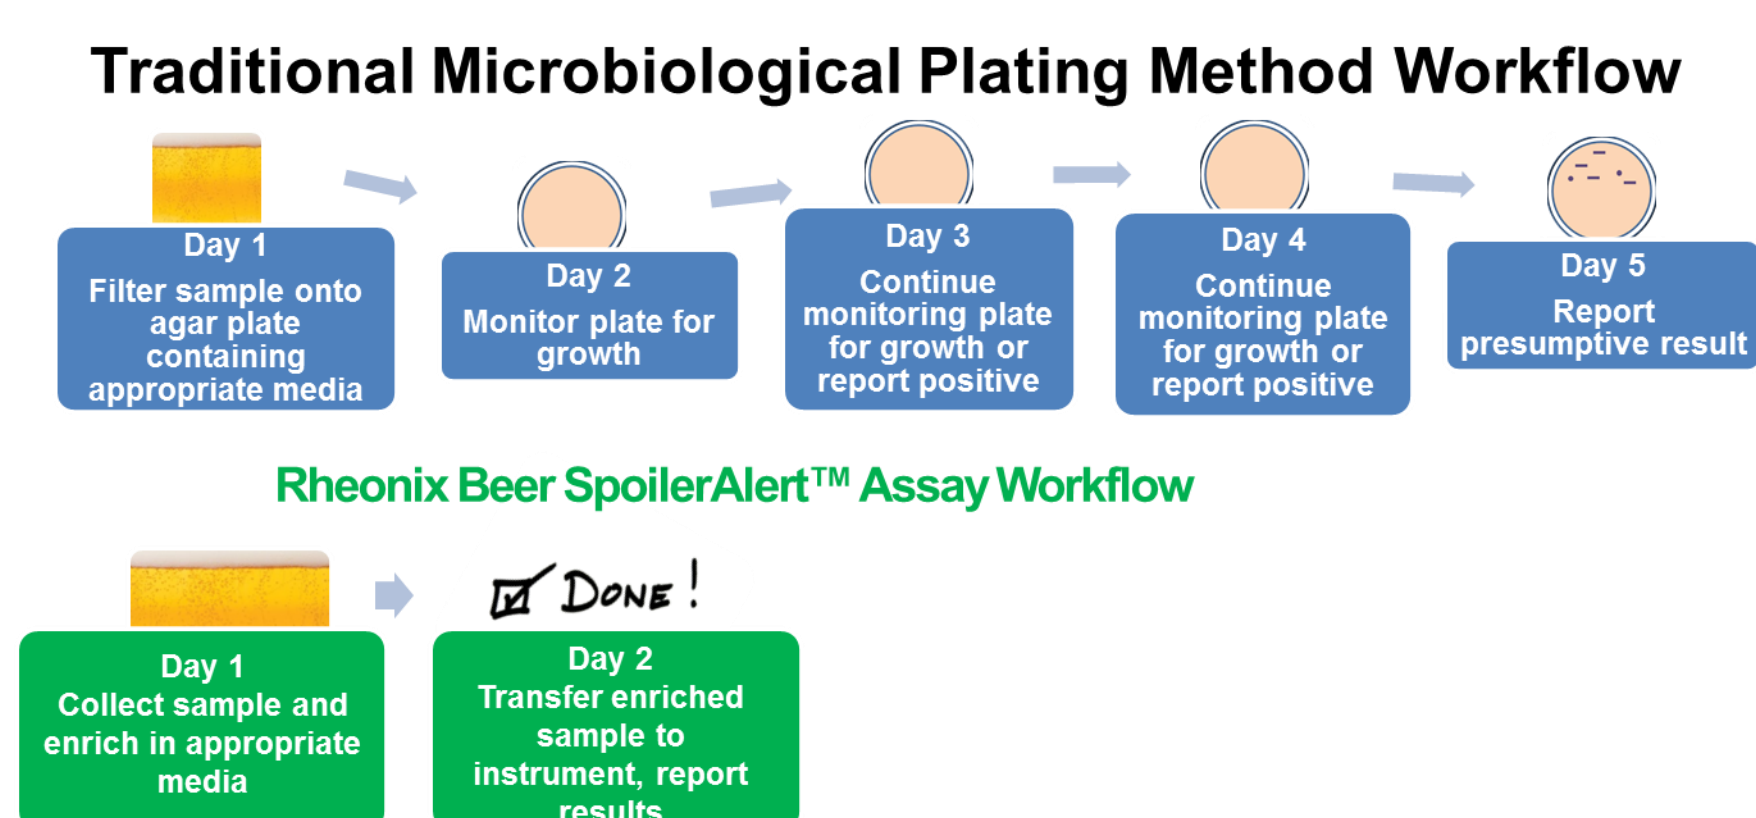 Traditional Microbiological Plating Method Workflow
Day 1
Filter sample onto
agar plate
containing
appropriate media
Day 2
Monitor plate for
growth
Day 3
Continue
monitoring plate
for growth or
report positive
Day 4
Continue
monitoring plate
for growth or
report positive
Day 5
Report
presumptive result
Rheonix Beer SpoilerAlert™ Assay Workflow
Day 1
Collect sample and
enrich in appropriate
media
DONE!
Day 2
Transfer enriched
sample to
instrument, report
results